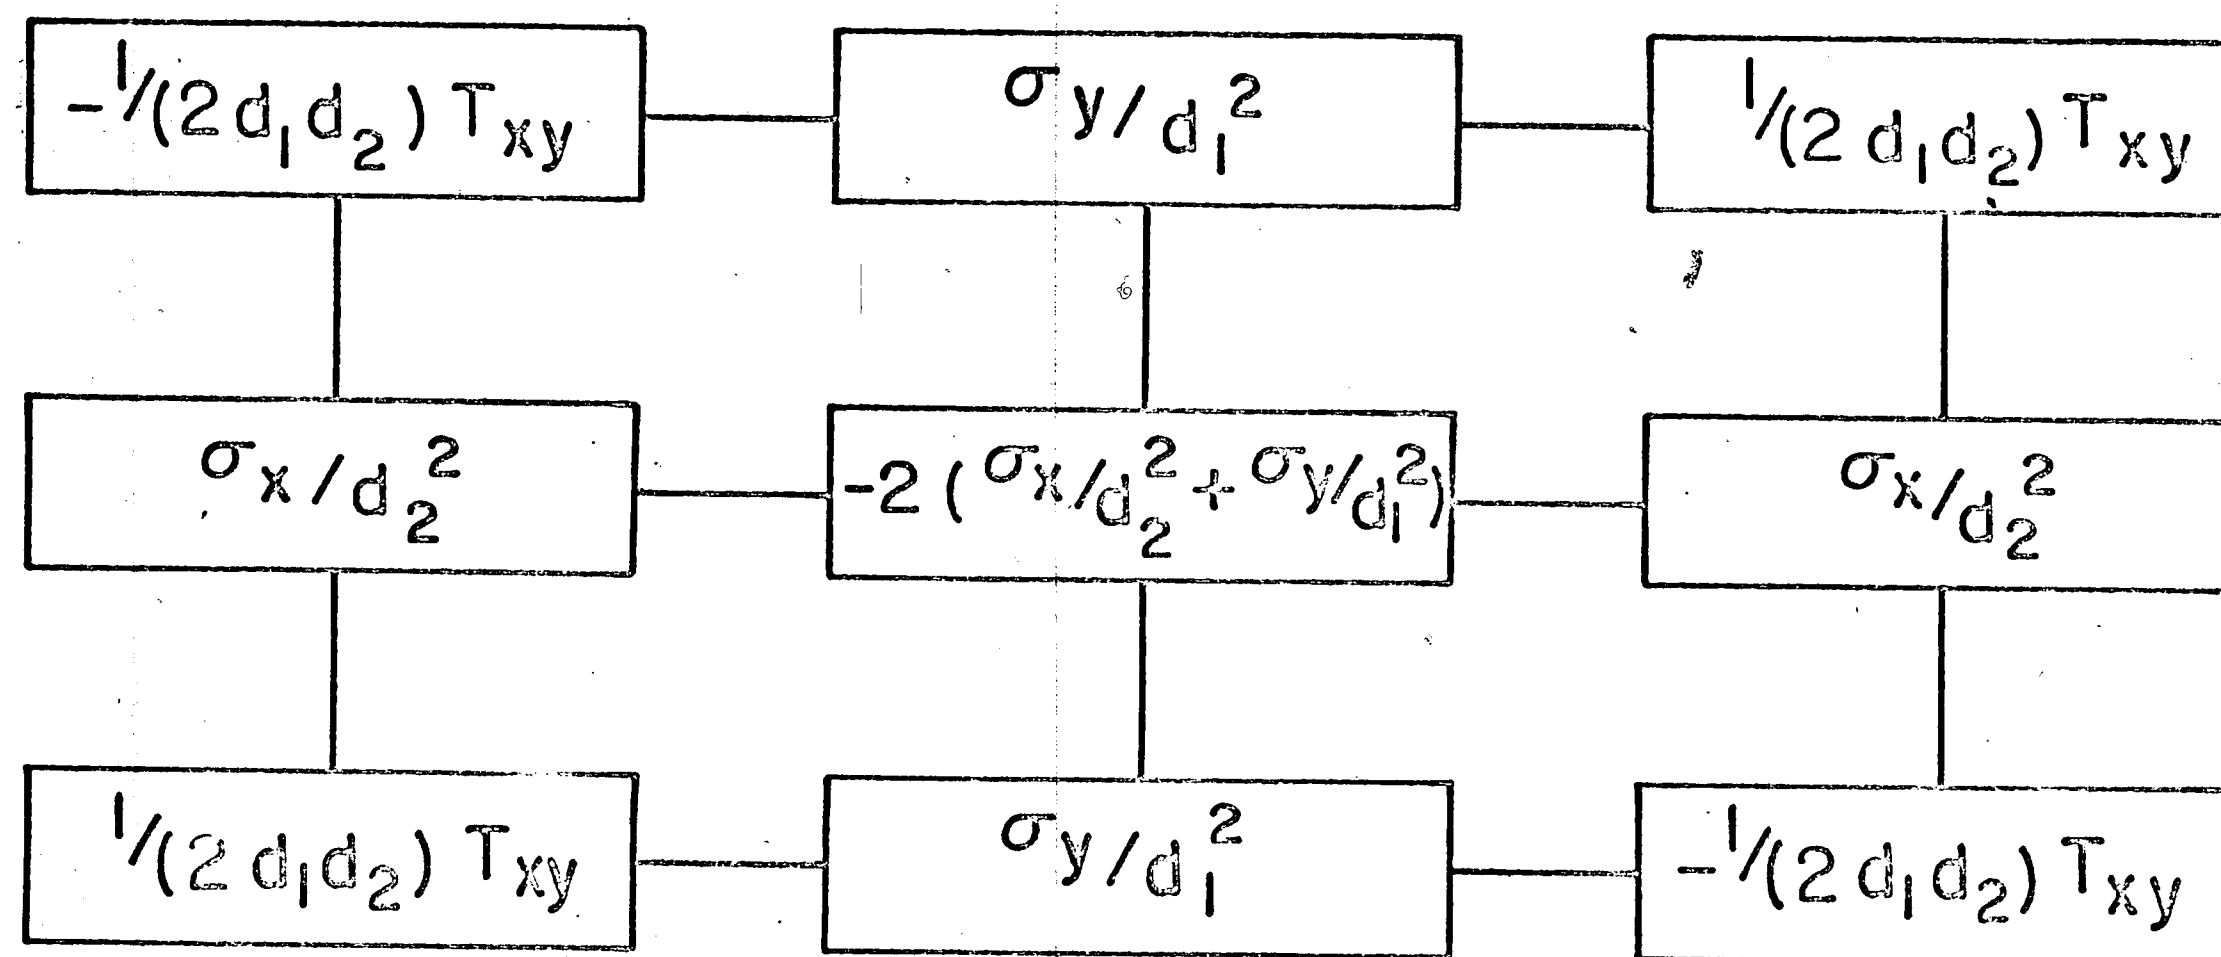 -1/(2 d₁d₂) Txy
σy/d₁²
1/(2 d₁d₂) Txy
σx/d₂²
-2 (σx/d₂² + σy/d₁²)
σx/d₂²
1/(2 d₁d₂) Txy
σy/d₁²
-1/(2 d₁d₂) Txy